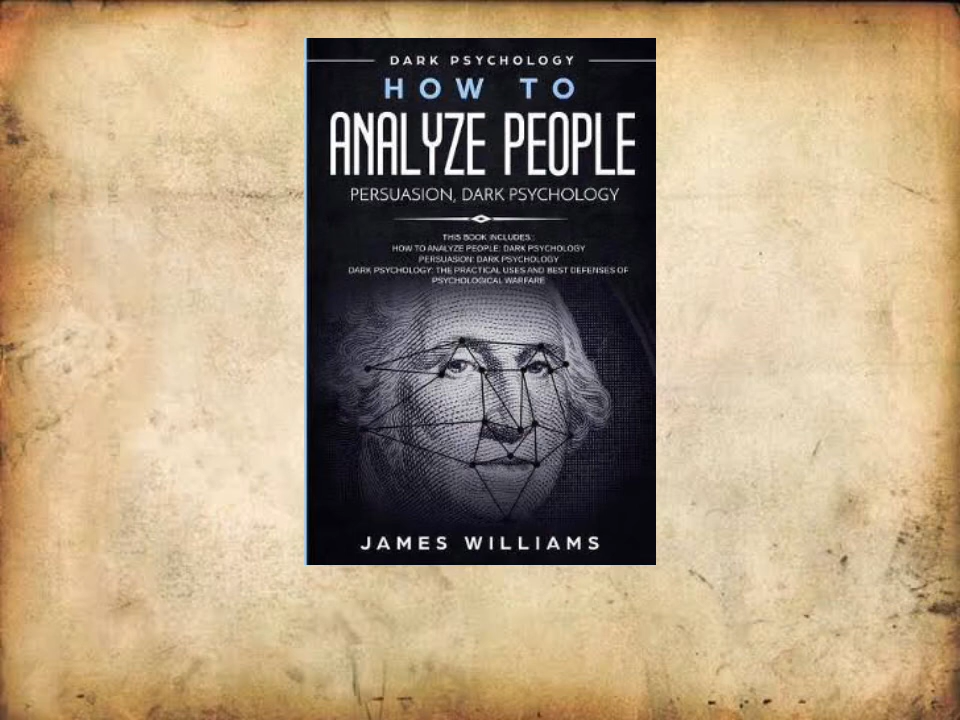 DARK PSYCHOLOGY
HOW TO
ANALYZE PEOPLE
PERSUASION, DARK PSYCHOLOGY
THIS BOOK INCLUDES:
HOW TO ANALYZE PEOPLE: DARK PSYCHOLOGY
PERSUASION: DARK PSYCHOLOGY
DARK PSYCHOLOGY: THE PRACTICAL USES AND BEST DEFENSES OF
PSYCHOLOGICAL WARFARE
JAMES WILLIAMS